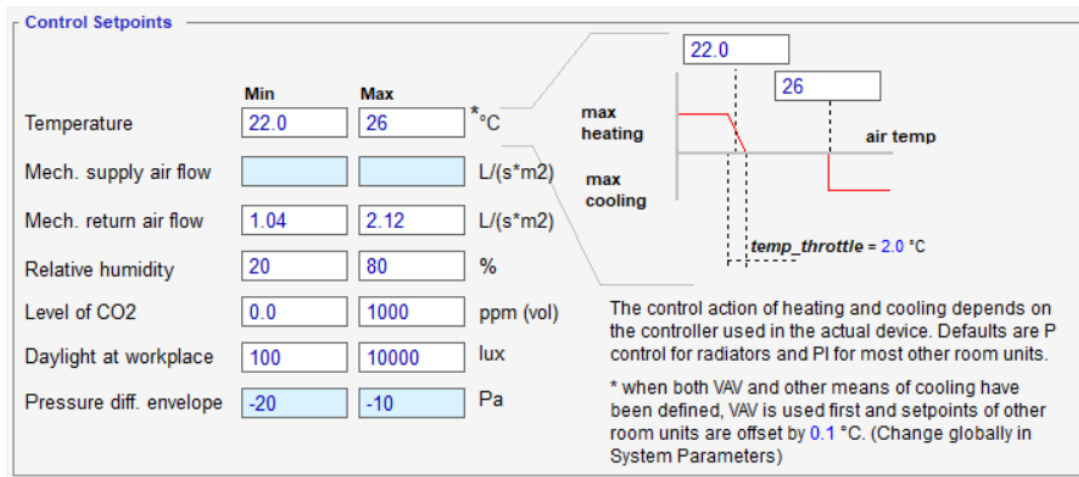 Control Setpoints
Min Max
Temperature 22.0 26 *°C
Mech. supply air flow L/(s*m2)
Mech. return air flow 1.04 2.12 L/(s*m2)
Relative humidity 20 80 %
Level of CO2 0.0 1000 ppm (vol)
Daylight at workplace 100 10000 lux
Pressure diff. envelope -20 -10 Pa
22.0
26
max
heating
air temp
max
cooling
temp_throttle = 2.0 °C
The control action of heating and cooling depends on
the controller used in the actual device. Defaults are P
control for radiators and PI for most other room units.
* when both VAV and other means of cooling have
been defined, VAV is used first and setpoints of other
room units are offset by 0.1 °C. (Change globally in
System Parameters)